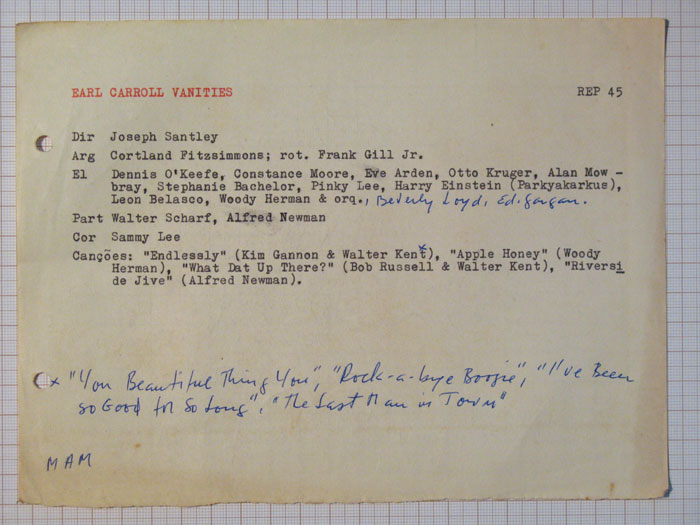 EARL CARROLL VANITIES REP 45
Dir Joseph Santley
Arg Cortland Fitzsimmons; rot. Frank Gill Jr.
El Dennis O'Keefe, Constance Moore, Eve Arden, Otto Kruger, Alan Mow-
bray, Stephanie Bachelor, Pinky Lee, Harry Einstein (Parkyakarkus),
Leon Belasco, Woody Herman & orq., Beverly Loyd, Ed. Gargan.
Part Walter Scharf, Alfred Newman
Cor Sammy Lee
Canções: "Endlessly" (Kim Gannon & Walter Kent*), "Apple Honey" (Woody
Herman), "What Dat Up There?" (Bob Russell & Walter Kent), "Riversi
de Jive" (Alfred Newman).
* "You Beautiful Thing You", "Rock-a-bye Boogie", "I've Been
so Good for So Long", "The Last Man in Town"
MAM